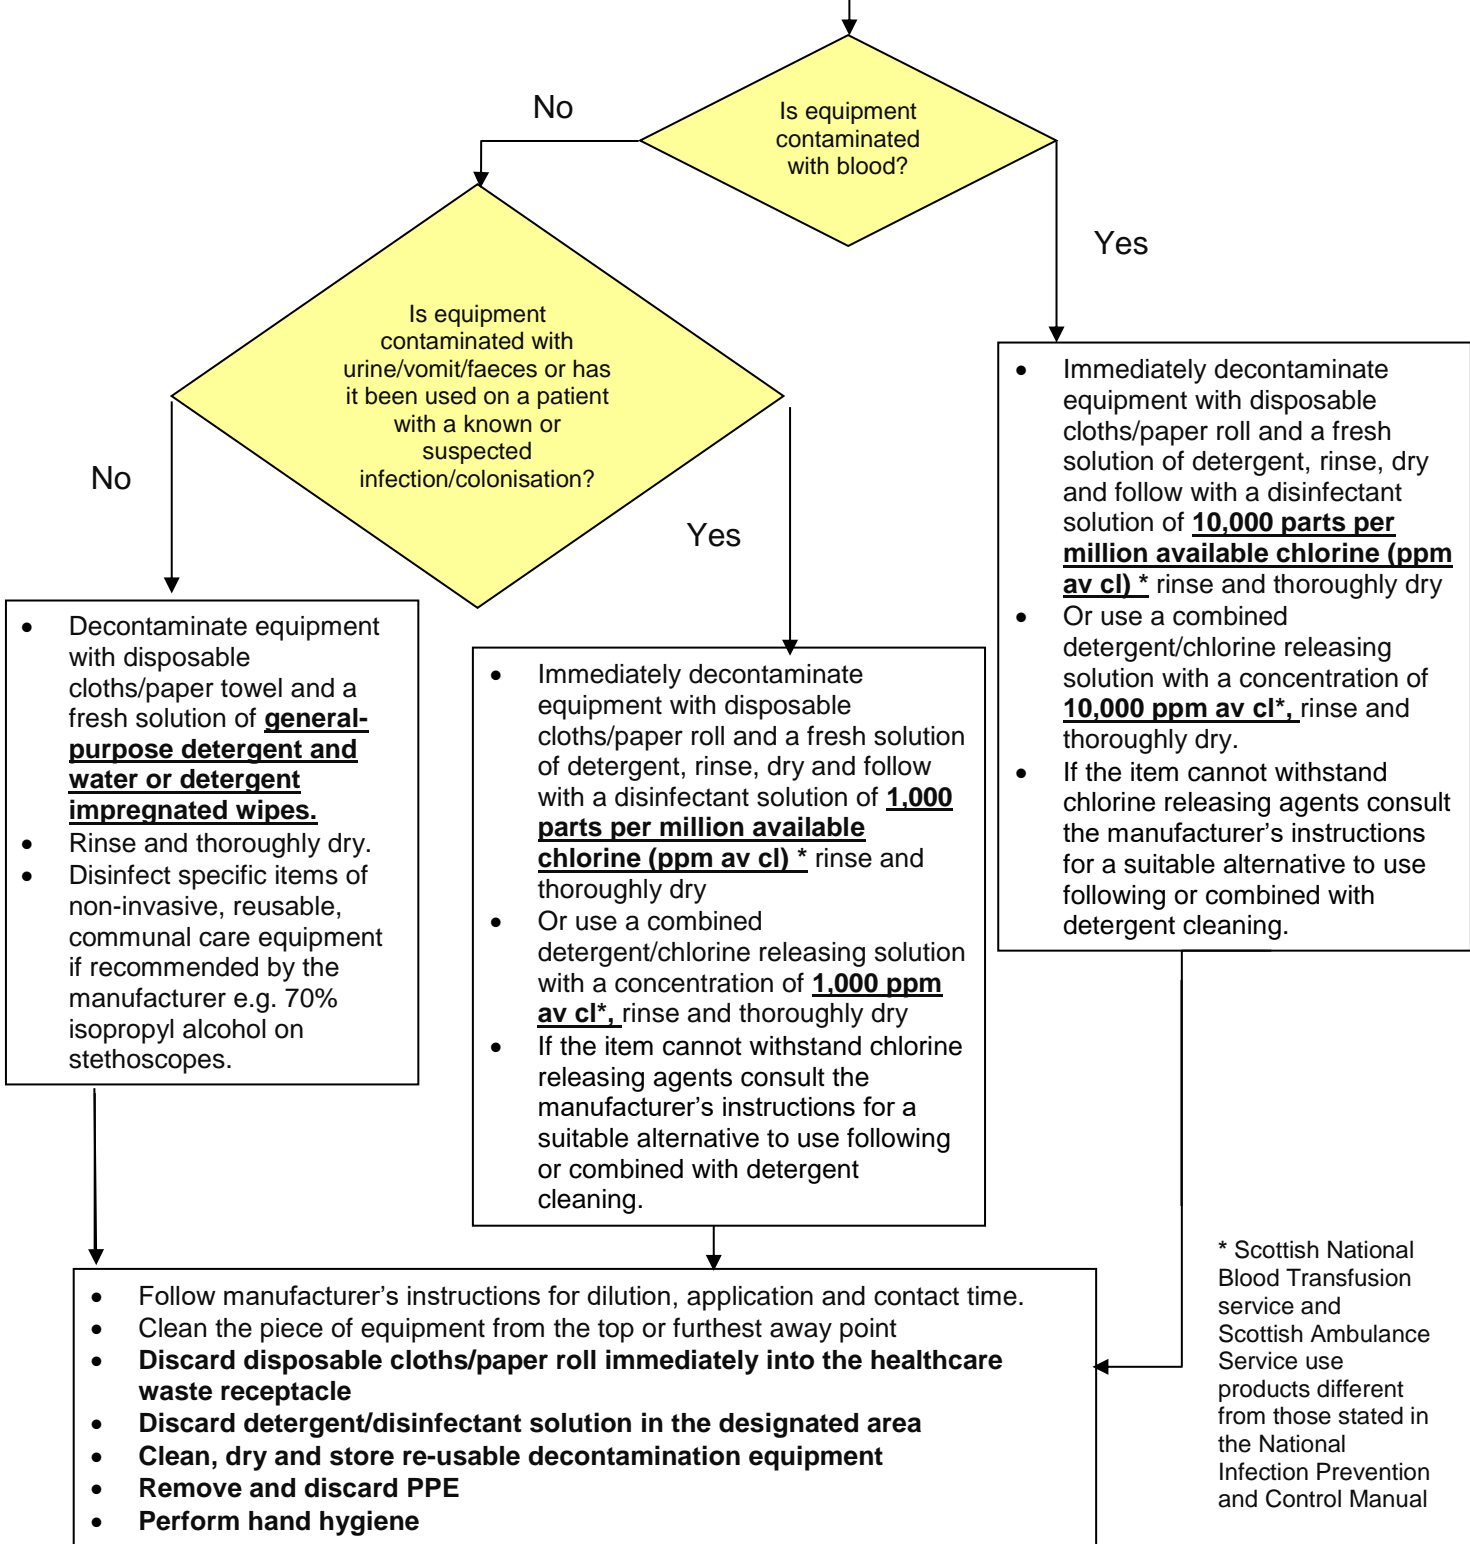 No
Is equipment
contaminated
with blood?
Yes
Is equipment
contaminated with
urine/vomit/faeces or has
it been used on a patient
with a known or
suspected
infection/colonisation?
No
Yes
• Immediately decontaminate
equipment with disposable
cloths/paper roll and a fresh
solution of detergent, rinse, dry
and follow with a disinfectant
solution of 10,000 parts per
million available chlorine (ppm
av cl) * rinse and thoroughly dry
• Or use a combined
detergent/chlorine releasing
solution with a concentration of
10,000 ppm av cl*, rinse and
thoroughly dry.
• If the item cannot withstand
chlorine releasing agents consult
the manufacturer’s instructions
for a suitable alternative to use
following or combined with
detergent cleaning.
• Decontaminate equipment
with disposable
cloths/paper towel and a
fresh solution of general-
purpose detergent and
water or detergent
impregnated wipes.
• Rinse and thoroughly dry.
• Disinfect specific items of
non-invasive, reusable,
communal care equipment
if recommended by the
manufacturer e.g. 70%
isopropyl alcohol on
stethoscopes.
• Immediately decontaminate
equipment with disposable
cloths/paper roll and a fresh solution
of detergent, rinse, dry and follow
with a disinfectant solution of 1,000
parts per million available
chlorine (ppm av cl) * rinse and
thoroughly dry
• Or use a combined
detergent/chlorine releasing solution
with a concentration of 1,000 ppm
av cl*, rinse and thoroughly dry
• If the item cannot withstand chlorine
releasing agents consult the
manufacturer’s instructions for a
suitable alternative to use following
or combined with detergent
cleaning.
• Follow manufacturer’s instructions for dilution, application and contact time.
• Clean the piece of equipment from the top or furthest away point
• Discard disposable cloths/paper roll immediately into the healthcare
waste receptacle
• Discard detergent/disinfectant solution in the designated area
• Clean, dry and store re-usable decontamination equipment
• Remove and discard PPE
• Perform hand hygiene
* Scottish National
Blood Transfusion
service and
Scottish Ambulance
Service use
products different
from those stated in
the National
Infection Prevention
and Control Manual